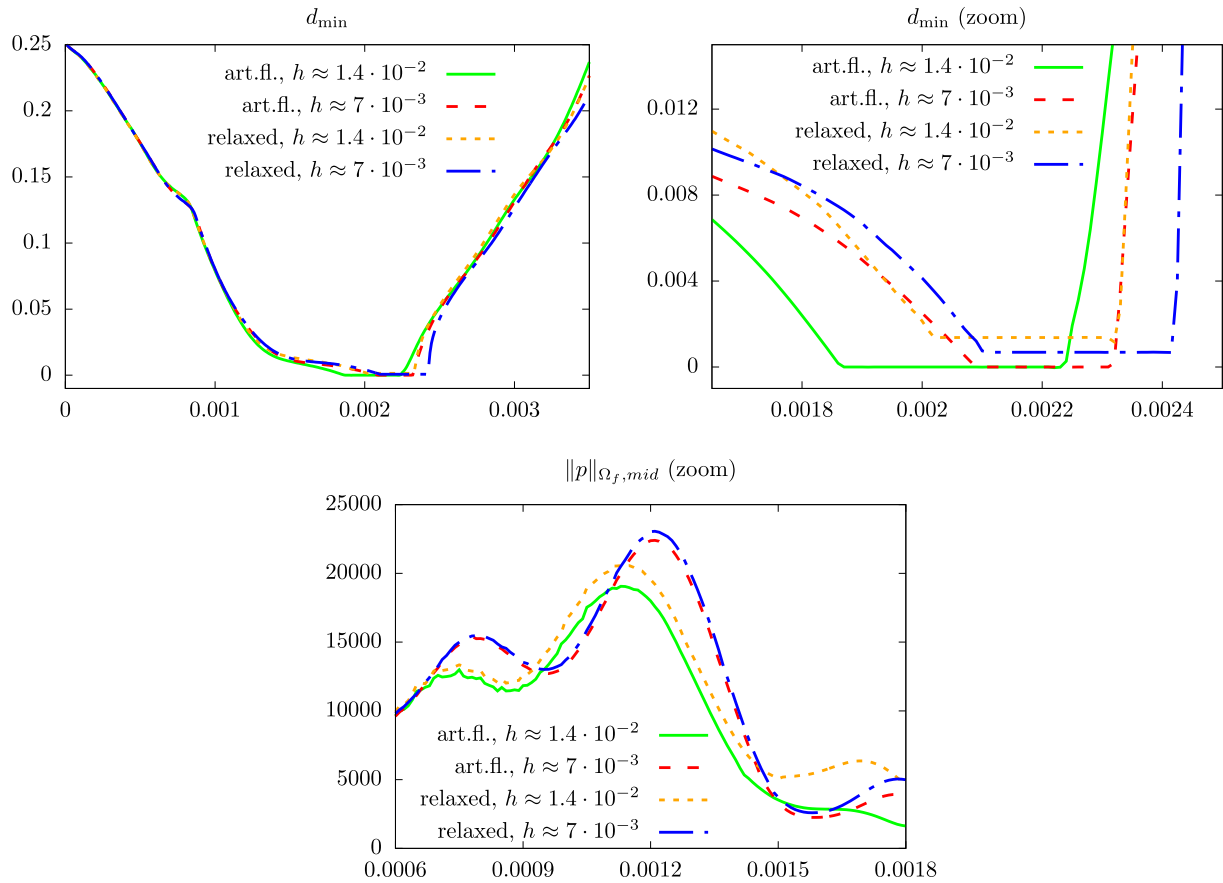 d_min
0.25
0.2
0.15
0.1
0.05
0
0 0.001 0.002 0.003
art.fl., h ≈ 1.4 · 10⁻²
art.fl., h ≈ 7 · 10⁻³
relaxed, h ≈ 1.4 · 10⁻²
relaxed, h ≈ 7 · 10⁻³
d_min (zoom)
0.012
0.008
0.004
0
0.0018 0.002 0.0022 0.0024
art.fl., h ≈ 1.4 · 10⁻²
art.fl., h ≈ 7 · 10⁻³
relaxed, h ≈ 1.4 · 10⁻²
relaxed, h ≈ 7 · 10⁻³
‖p‖_{Ω_f,mid} (zoom)
25000
20000
15000
10000
5000
0
0.0006 0.0009 0.0012 0.0015 0.0018
art.fl., h ≈ 1.4 · 10⁻²
art.fl., h ≈ 7 · 10⁻³
relaxed, h ≈ 1.4 · 10⁻²
relaxed, h ≈ 7 · 10⁻³